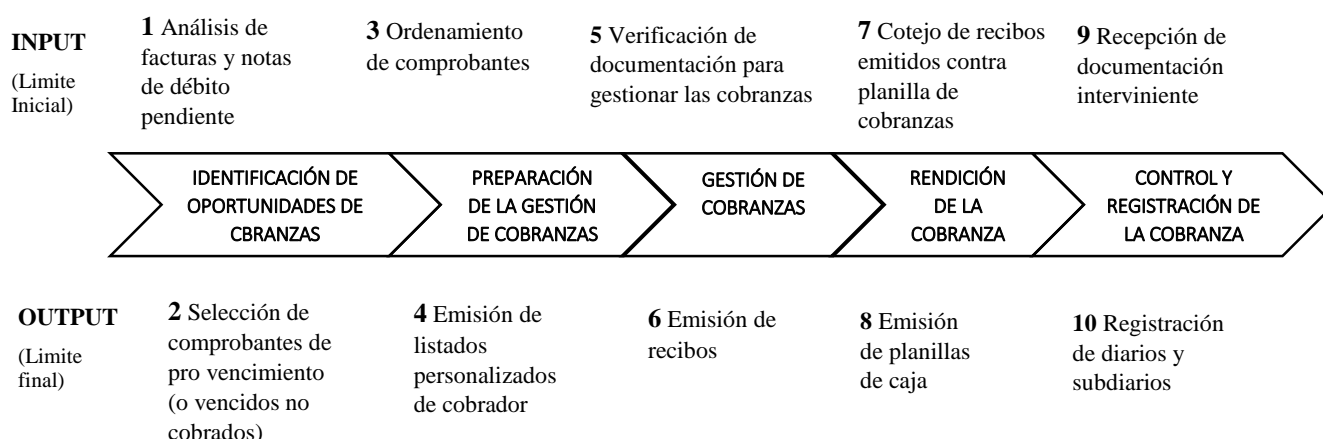 INPUT
(Limite
Inicial)
1 Análisis de
facturas y notas
de débito
pendiente
3 Ordenamiento
de comprobantes
5 Verificación de
documentación para
gestionar las cobranzas
7 Cotejo de recibos
emitidos contra
planilla de
cobranzas
9 Recepción de
documentación
interviniente
IDENTIFICACIÓN DE
OPORTUNIDADES DE
CBRANZAS
PREPARACIÓN
DE LA GESTIÓN
DE COBRANZAS
GESTIÓN DE
COBRANZAS
RENDICIÓN
DE LA
COBRANZA
CONTROL Y
REGISTRACIÓN DE
LA COBRANZA
OUTPUT
(Limite
final)
2 Selección de
comprobantes de
pro vencimiento
(o vencidos no
cobrados)
4 Emisión de
listados
personalizados
de cobrador
6 Emisión de
recibos
8 Emisión
de planillas
de caja
10 Registración
de diarios y
subdiarios